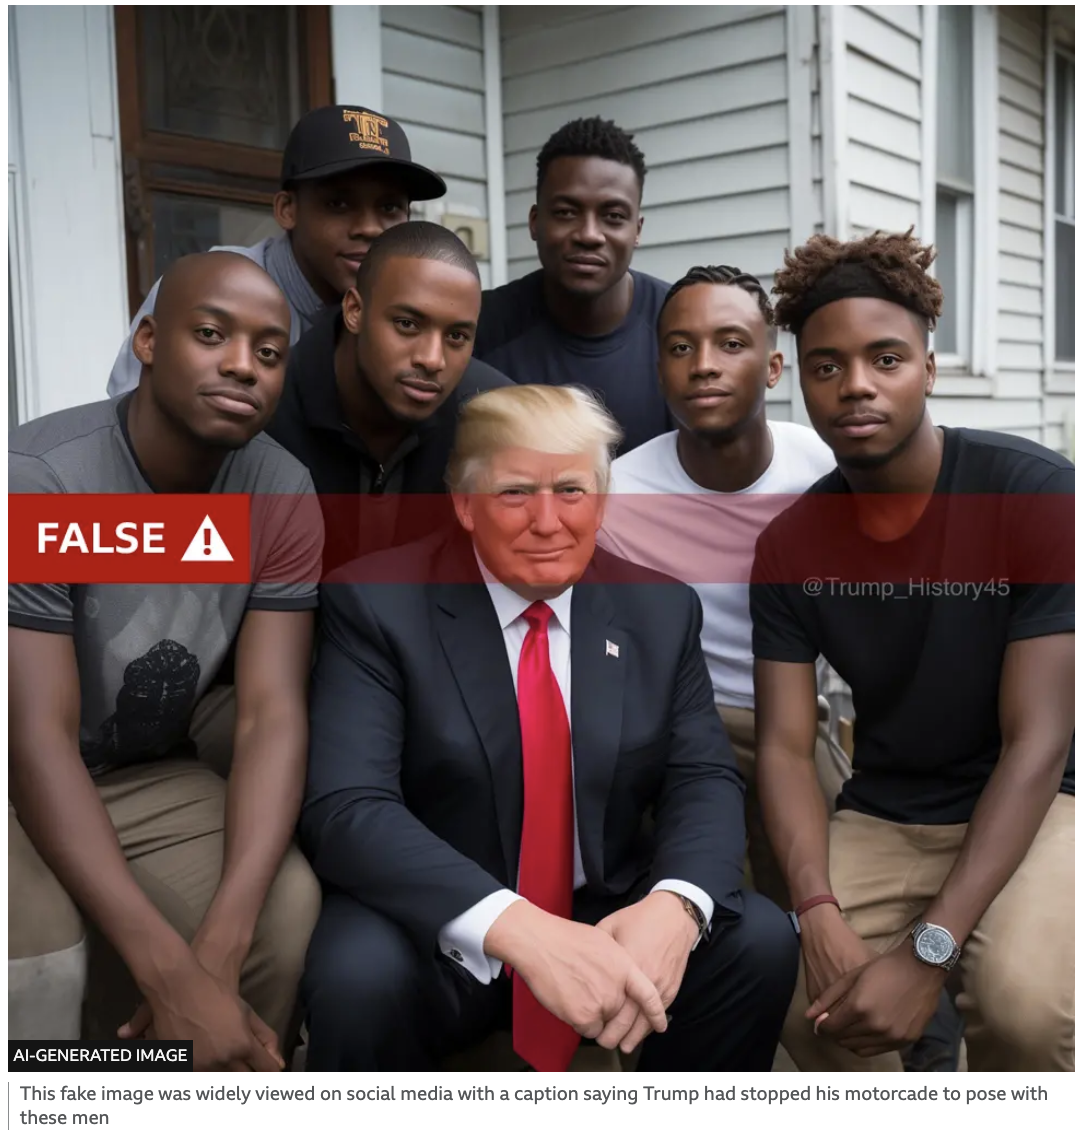 FALSE
@Trump_History45
AI-GENERATED IMAGE
This fake image was widely viewed on social media with a caption saying Trump had stopped his motorcade to pose with
these men